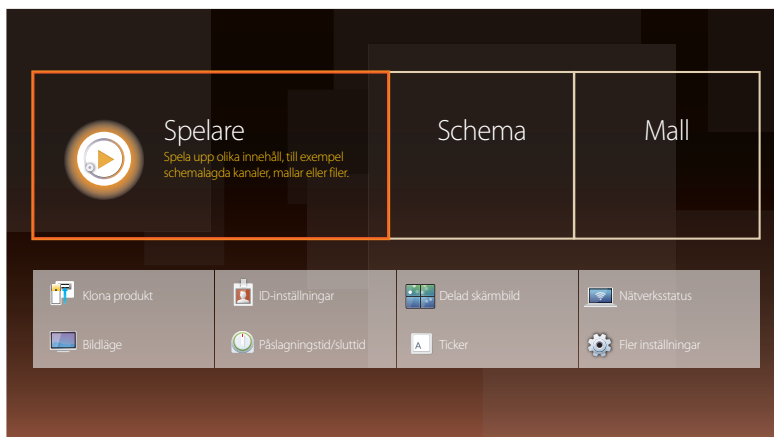 Spelare
Spela upp olika innehåll, till exempel
schemalagda kanaler, mallar eller filer.
Schema
Mall
Klona produkt
ID-inställningar
Delad skärmbild
Nätverksstatus
Bildläge
Påslagningstid/sluttid
A
Ticker
Fler inställningar